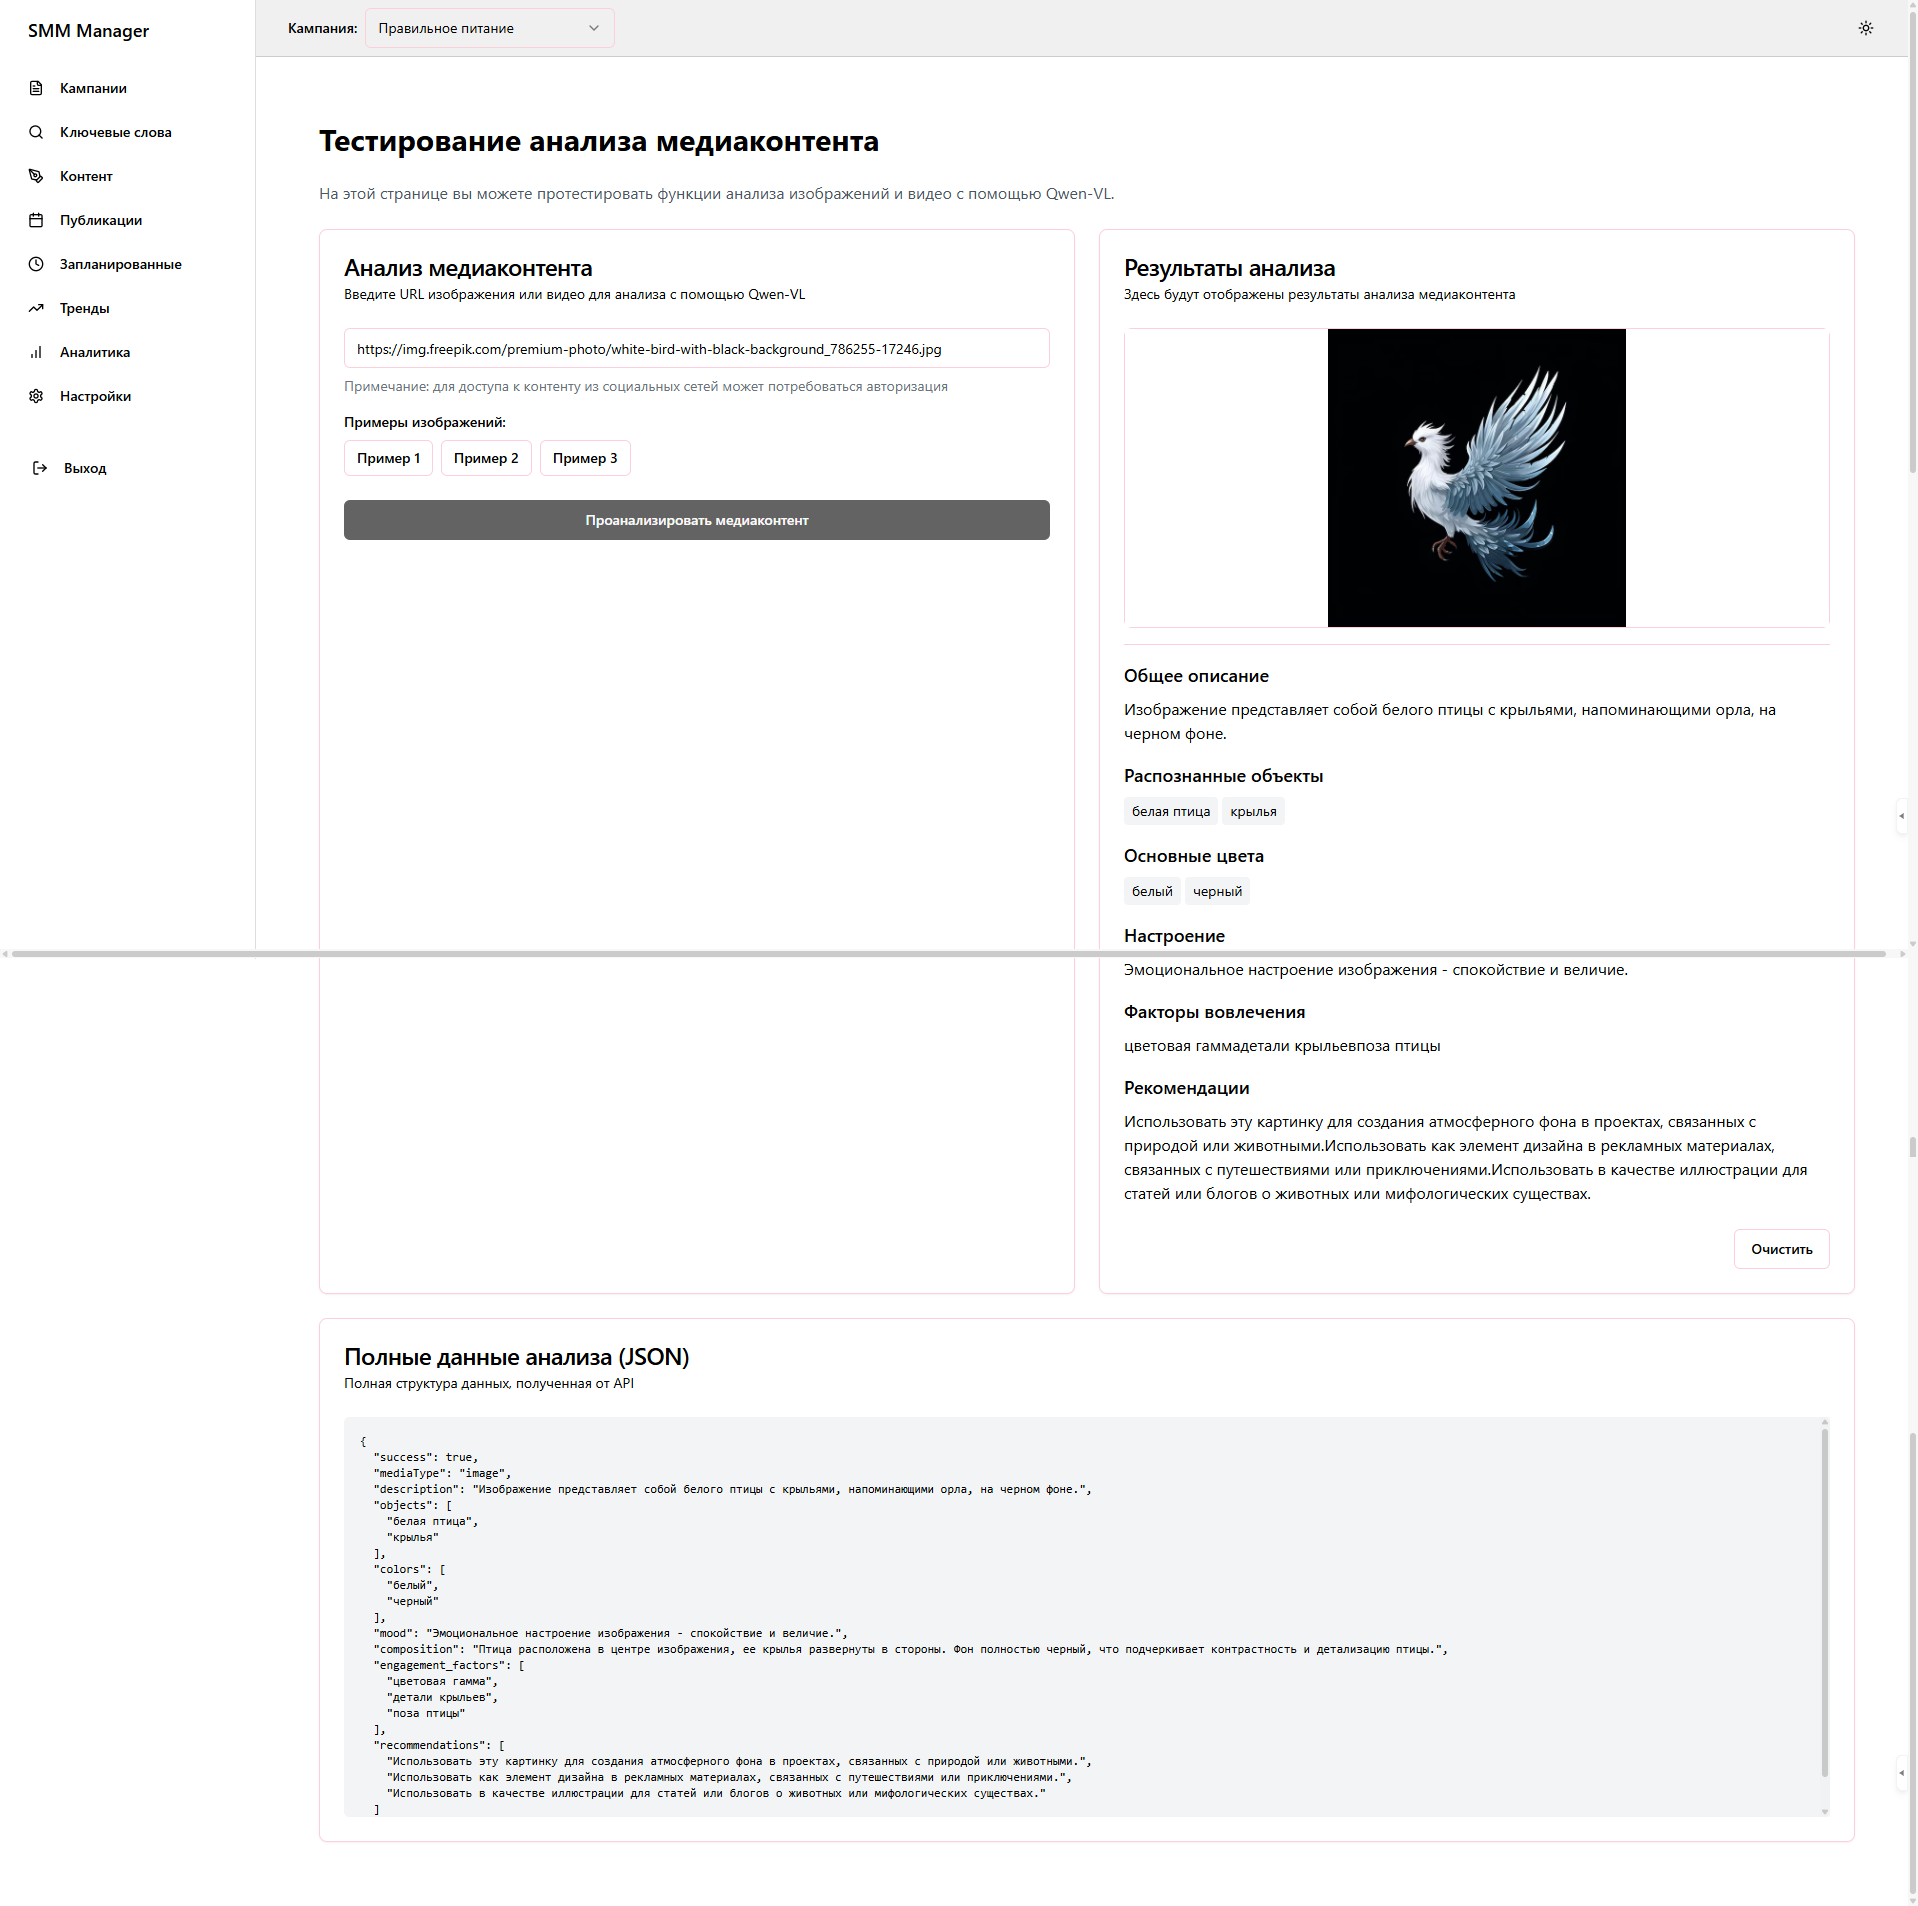 SMM Manager
Кампании
Ключевые слова
Контент
Публикации
Запланированные
Тренды
Аналитика
Настройки
Выход
Кампания: Правильное питание
Тестирование анализа медиаконтента
На этой странице вы можете протестировать функции анализа изображений и видео с помощью Qwen-VL.
Анализ медиаконтента
Введите URL изображения или видео для анализа с помощью Qwen-VL
https://img.freepik.com/premium-photo/white-bird-with-black-background_786255-17246.jpg
Примечание: для доступа к контенту из социальных сетей может потребоваться авторизация
Примеры изображений:
Пример 1 Пример 2 Пример 3
Проанализировать медиаконтент
Результаты анализа
Здесь будут отображены результаты анализа медиаконтента
Общее описание
Изображение представляет собой белого птицы с крыльями, напоминающими орла, на
черном фоне.
Распознанные объекты
белая птица крылья
Основные цвета
белый черный
Настроение
Эмоциональное настроение изображения - спокойствие и величие.
Факторы вовлечения
цветовая гаммадетали крыльевпоза птицы
Рекомендации
Использовать эту картинку для создания атмосферного фона в проектах, связанных с
природой или животными.Использовать как элемент дизайна в рекламных материалах,
связанных с путешествиями или приключениями.Использовать в качестве иллюстрации для
статей или блогов о животных или мифологических существах.
Очистить
Полные данные анализа (JSON)
Полная структура данных, полученная от API
{
"success": true,
"mediaType": "image",
"description": "Изображение представляет собой белого птицы с крыльями, напоминающими орла, на черном фоне.",
"objects": [
"белая птица",
"крылья"
],
"colors": [
"белый",
"черный"
],
"mood": "Эмоциональное настроение изображения - спокойствие и величие.",
"composition": "Птица расположена в центре изображения, ее крылья развернуты в стороны. Фон полностью черный, что подчеркивает контрастность и детализацию птицы.",
"engagement_factors": [
"цветовая гамма",
"детали крыльев",
"поза птицы"
],
"recommendations": [
"Использовать эту картинку для создания атмосферного фона в проектах, связанных с природой или животными.",
"Использовать как элемент дизайна в рекламных материалах, связанных с путешествиями или приключениями.",
"Использовать в качестве иллюстрации для статей или блогов о животных или мифологических существах."
]